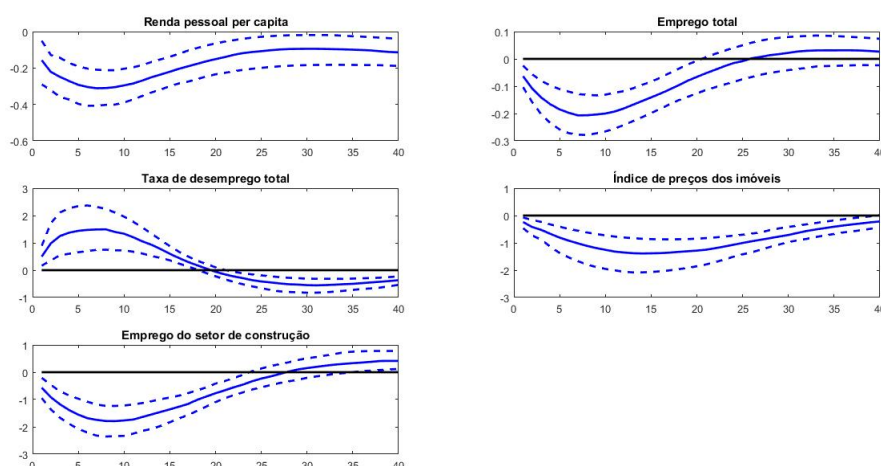 Renda pessoal per capita
0
-0.2
-0.4
-0.6
0 5 10 15 20 25 30 35 40
Emprego total
0.1
0
-0.1
-0.2
-0.3
0 5 10 15 20 25 30 35 40
Taxa de desemprego total
3
2
1
0
-1
0 5 10 15 20 25 30 35 40
Índice de preços dos imóveis
1
0
-1
-2
-3
0 5 10 15 20 25 30 35 40
Emprego do setor de construção
1
0
-1
-2
-3
0 5 10 15 20 25 30 35 40